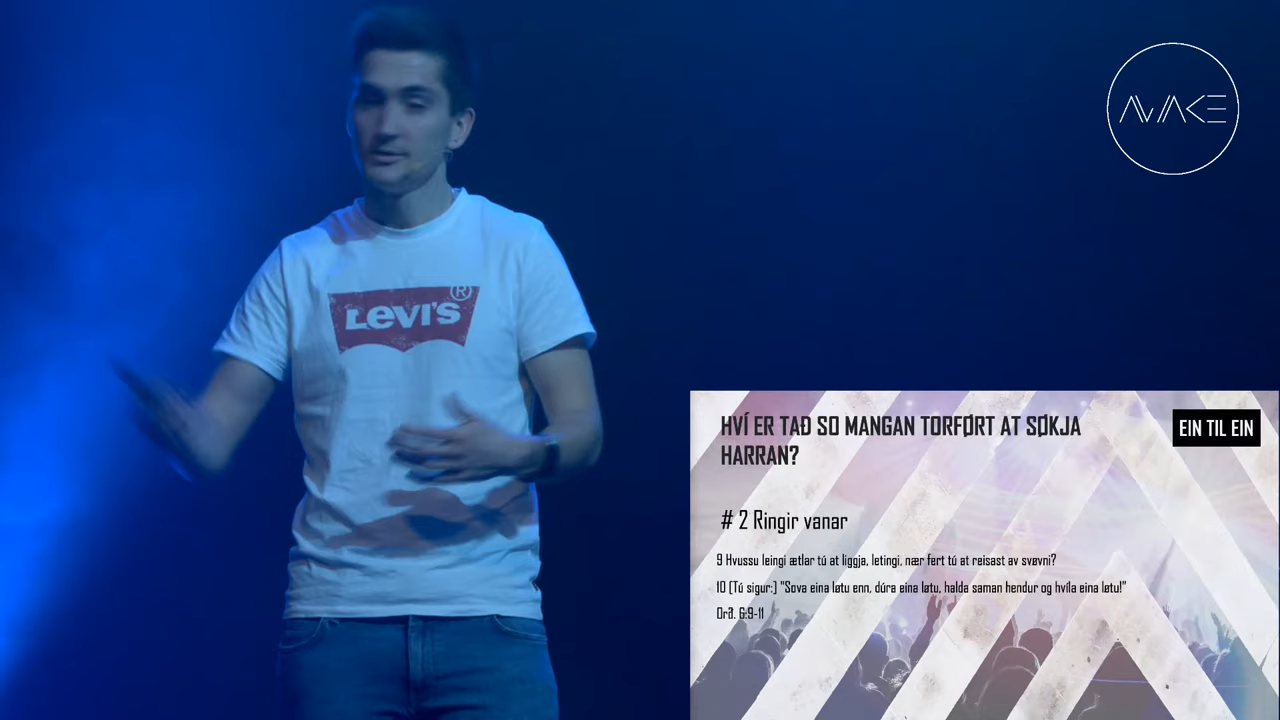 AWAKE
LEVI'S®
HVÍ ER TAÐ SO MANGAN TORFØRT AT SØKJA
HARRAN?
EIN TIL EIN
# 2 Ringir vanar
9 Hvussu leingi ætlar tú at liggja, letingi, nær fert tú at reisast av svøvni?
10 [Tú sigur:] "Sova eina løtu enn, dúra eina løtu, halda saman hendur og hvíla eina løtu!"
Orð. 6:9-11